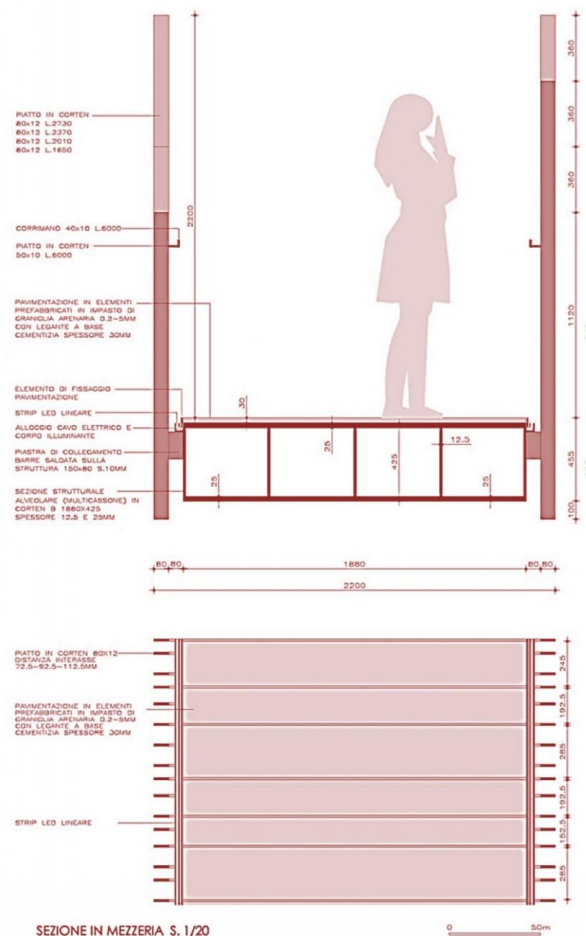 PIATTO IN CORTEN
80x12 L.2730
80x12 L.2370
80x12 L.2010
80x12 L.1650
CORRIMANO 40x10 L.6000
PIATTO IN CORTEN
50x10 L.6000
PAVIMENTAZIONE IN ELEMENTI
PREFABBRICATI IN IMPASTO DI
GRANIGLIA ARENARIA 0.2-5MM
CON LEGANTE A BASE
CEMENTIZIA SPESSORE 30MM
ELEMENTO DI FISSAGGIO
PAVIMENTAZIONE
STRIP LED LINEARE
ALLOGGIO CAVO ELETTRICO E
CORPO ILLUMINANTE
PIASTRA DI COLLEGAMENTO
BARRE SALDATA SULLA
STRUTTURA 150x80 S.10MM
SEZIONE STRUTTURALE
ALVEOLARE (MULTICASSONE) IN
CORTEN B 1880X425
SPESSORE 12.5 E 25MM
2200
30
25
425
12.5
25
25
360
360
360
1120
455
100
80 80
1880
80 80
2200
PIATTO IN CORTEN 80X12
DISTANZA INTERASSE
72.5-92.5-112.5MM
PAVIMENTAZIONE IN ELEMENTI
PREFABBRICATI IN IMPASTO DI
GRANIGLIA ARENARIA 0.2-5MM
CON LEGANTE A BASE
CEMENTIZIA SPESSORE 30MM
STRIP LED LINEARE
245
192.5
285
192.5
152.5
285
SEZIONE IN MEZZERIA S. 1/20
0 50m